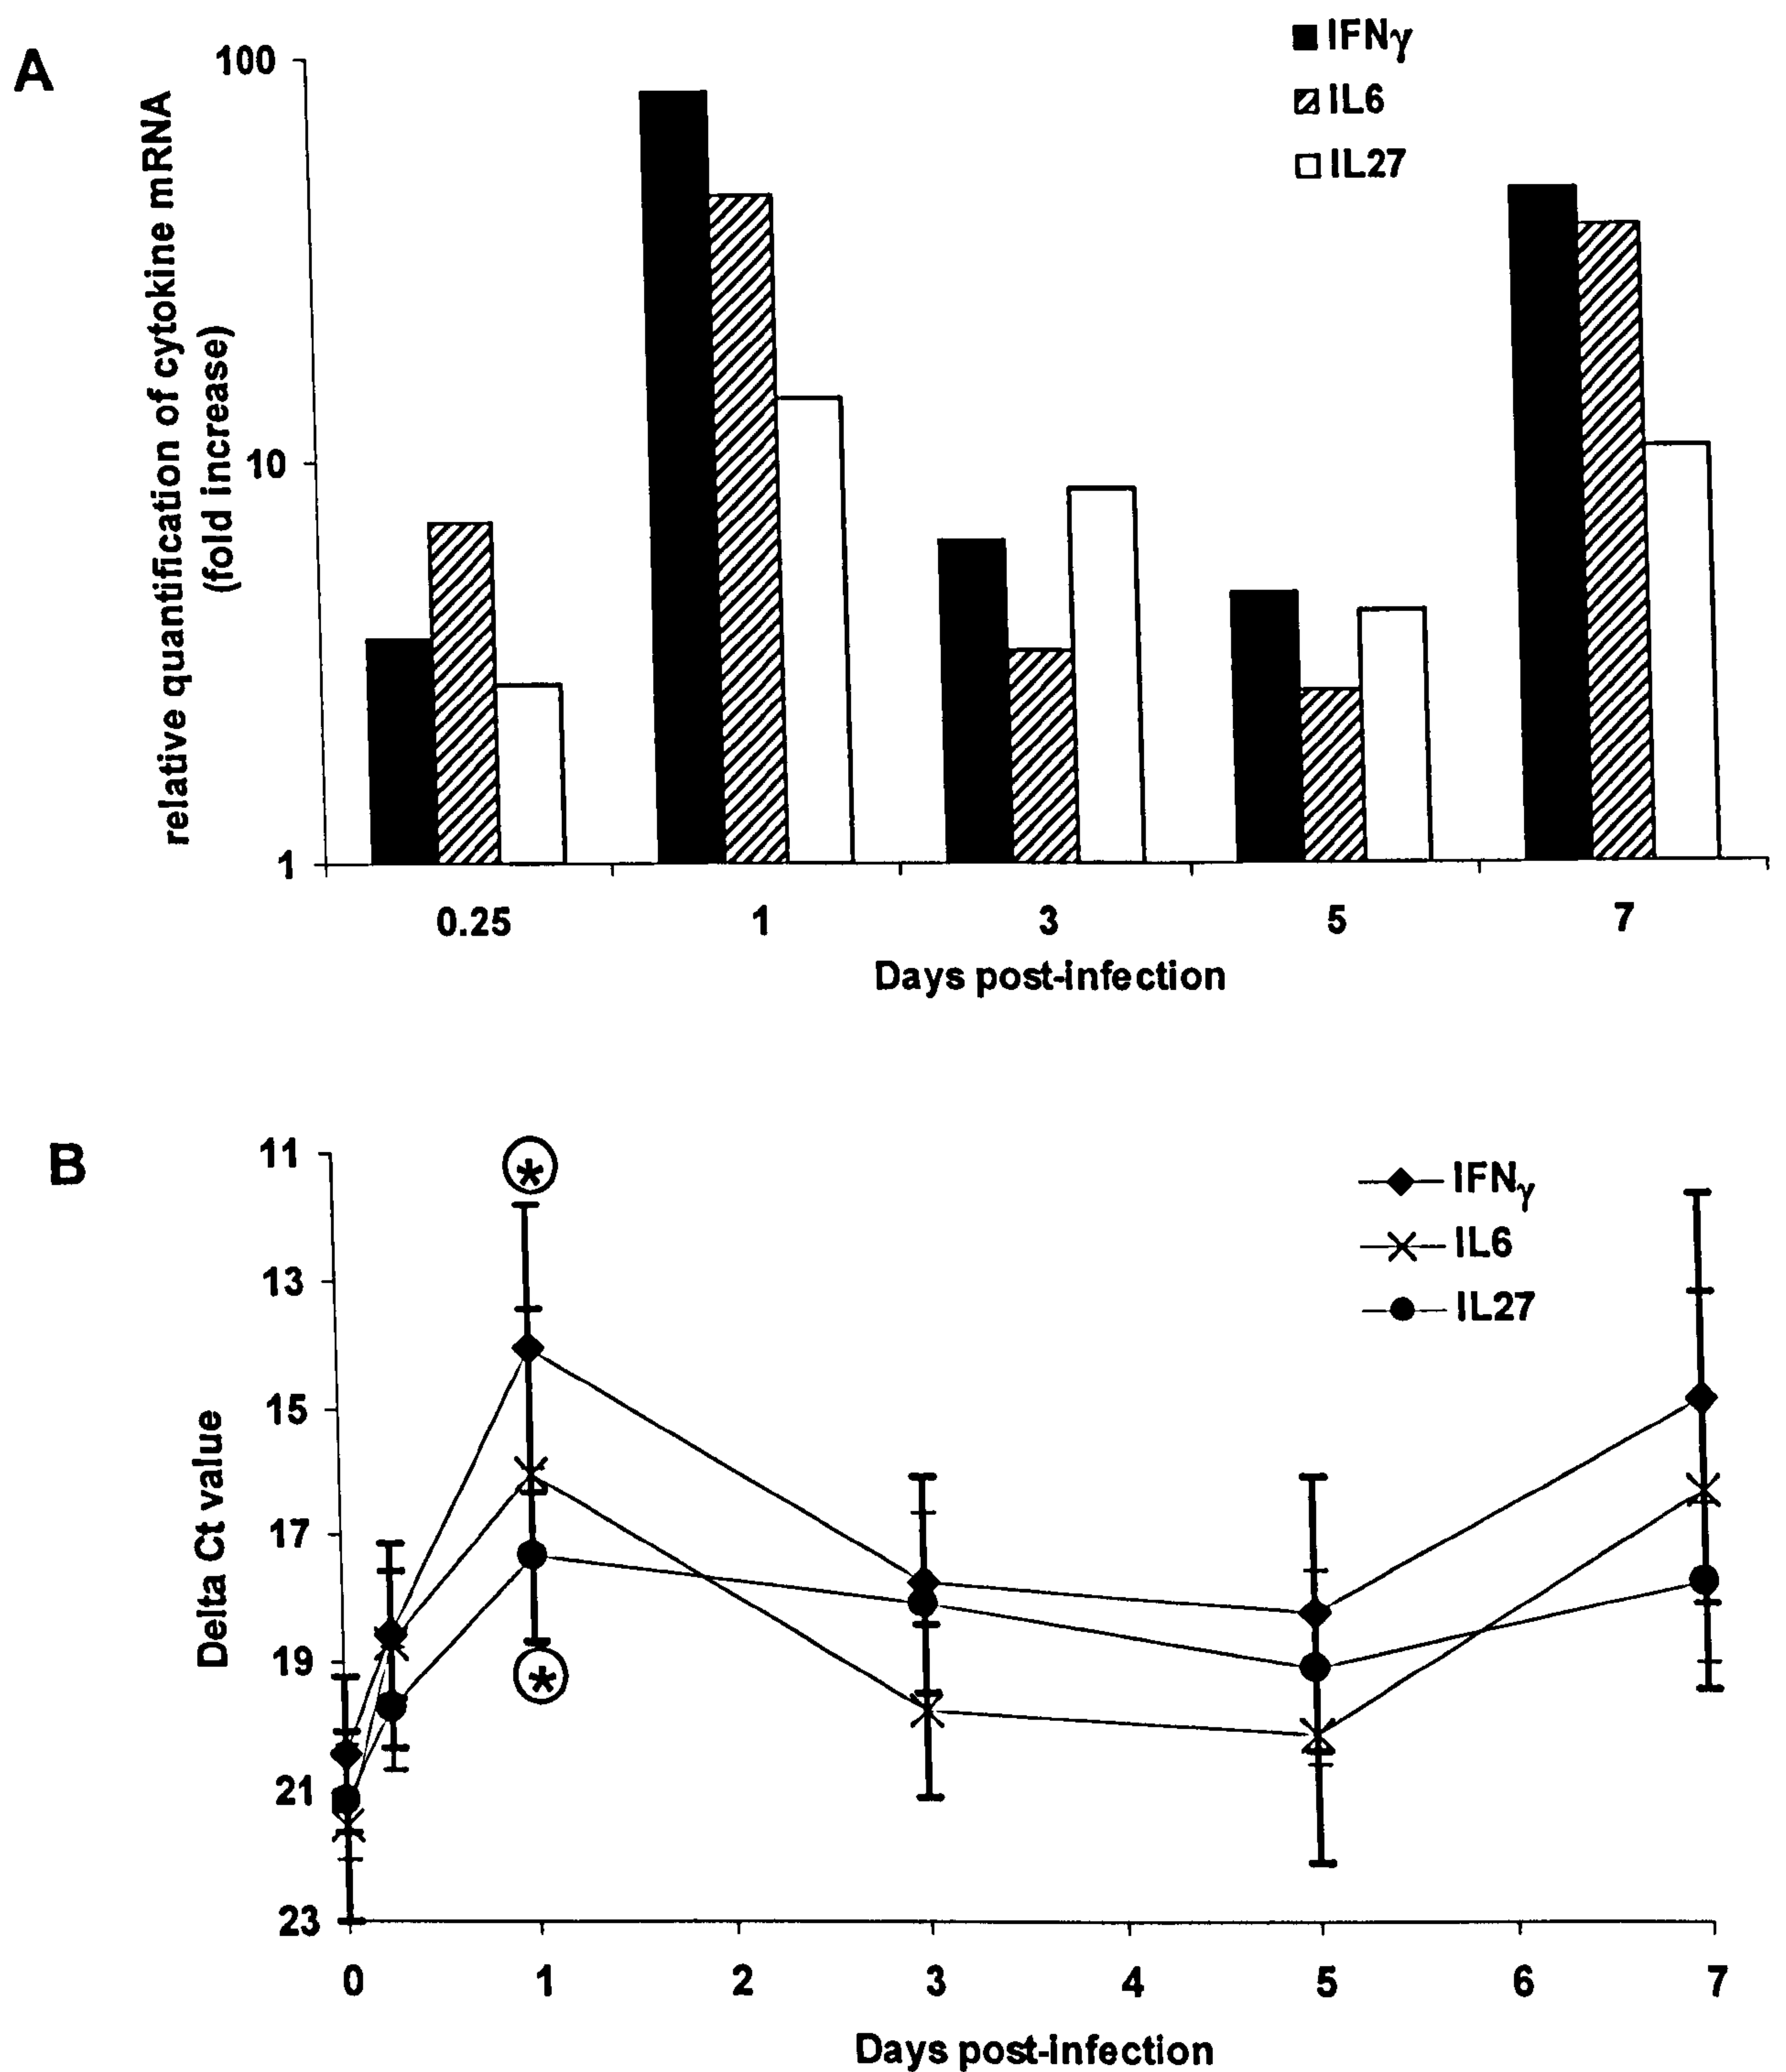 A
100
10
1
relative quantification of cytokine mRNA
(fold increase)
IFNγ
IL6
IL27
0.25 1 3 5 7
Days post-infection
B
11
13
15
17
19
21
23
Delta Ct value
*
*
IFNγ
IL6
IL27
0 1 2 3 4 5 6 7
Days post-infection